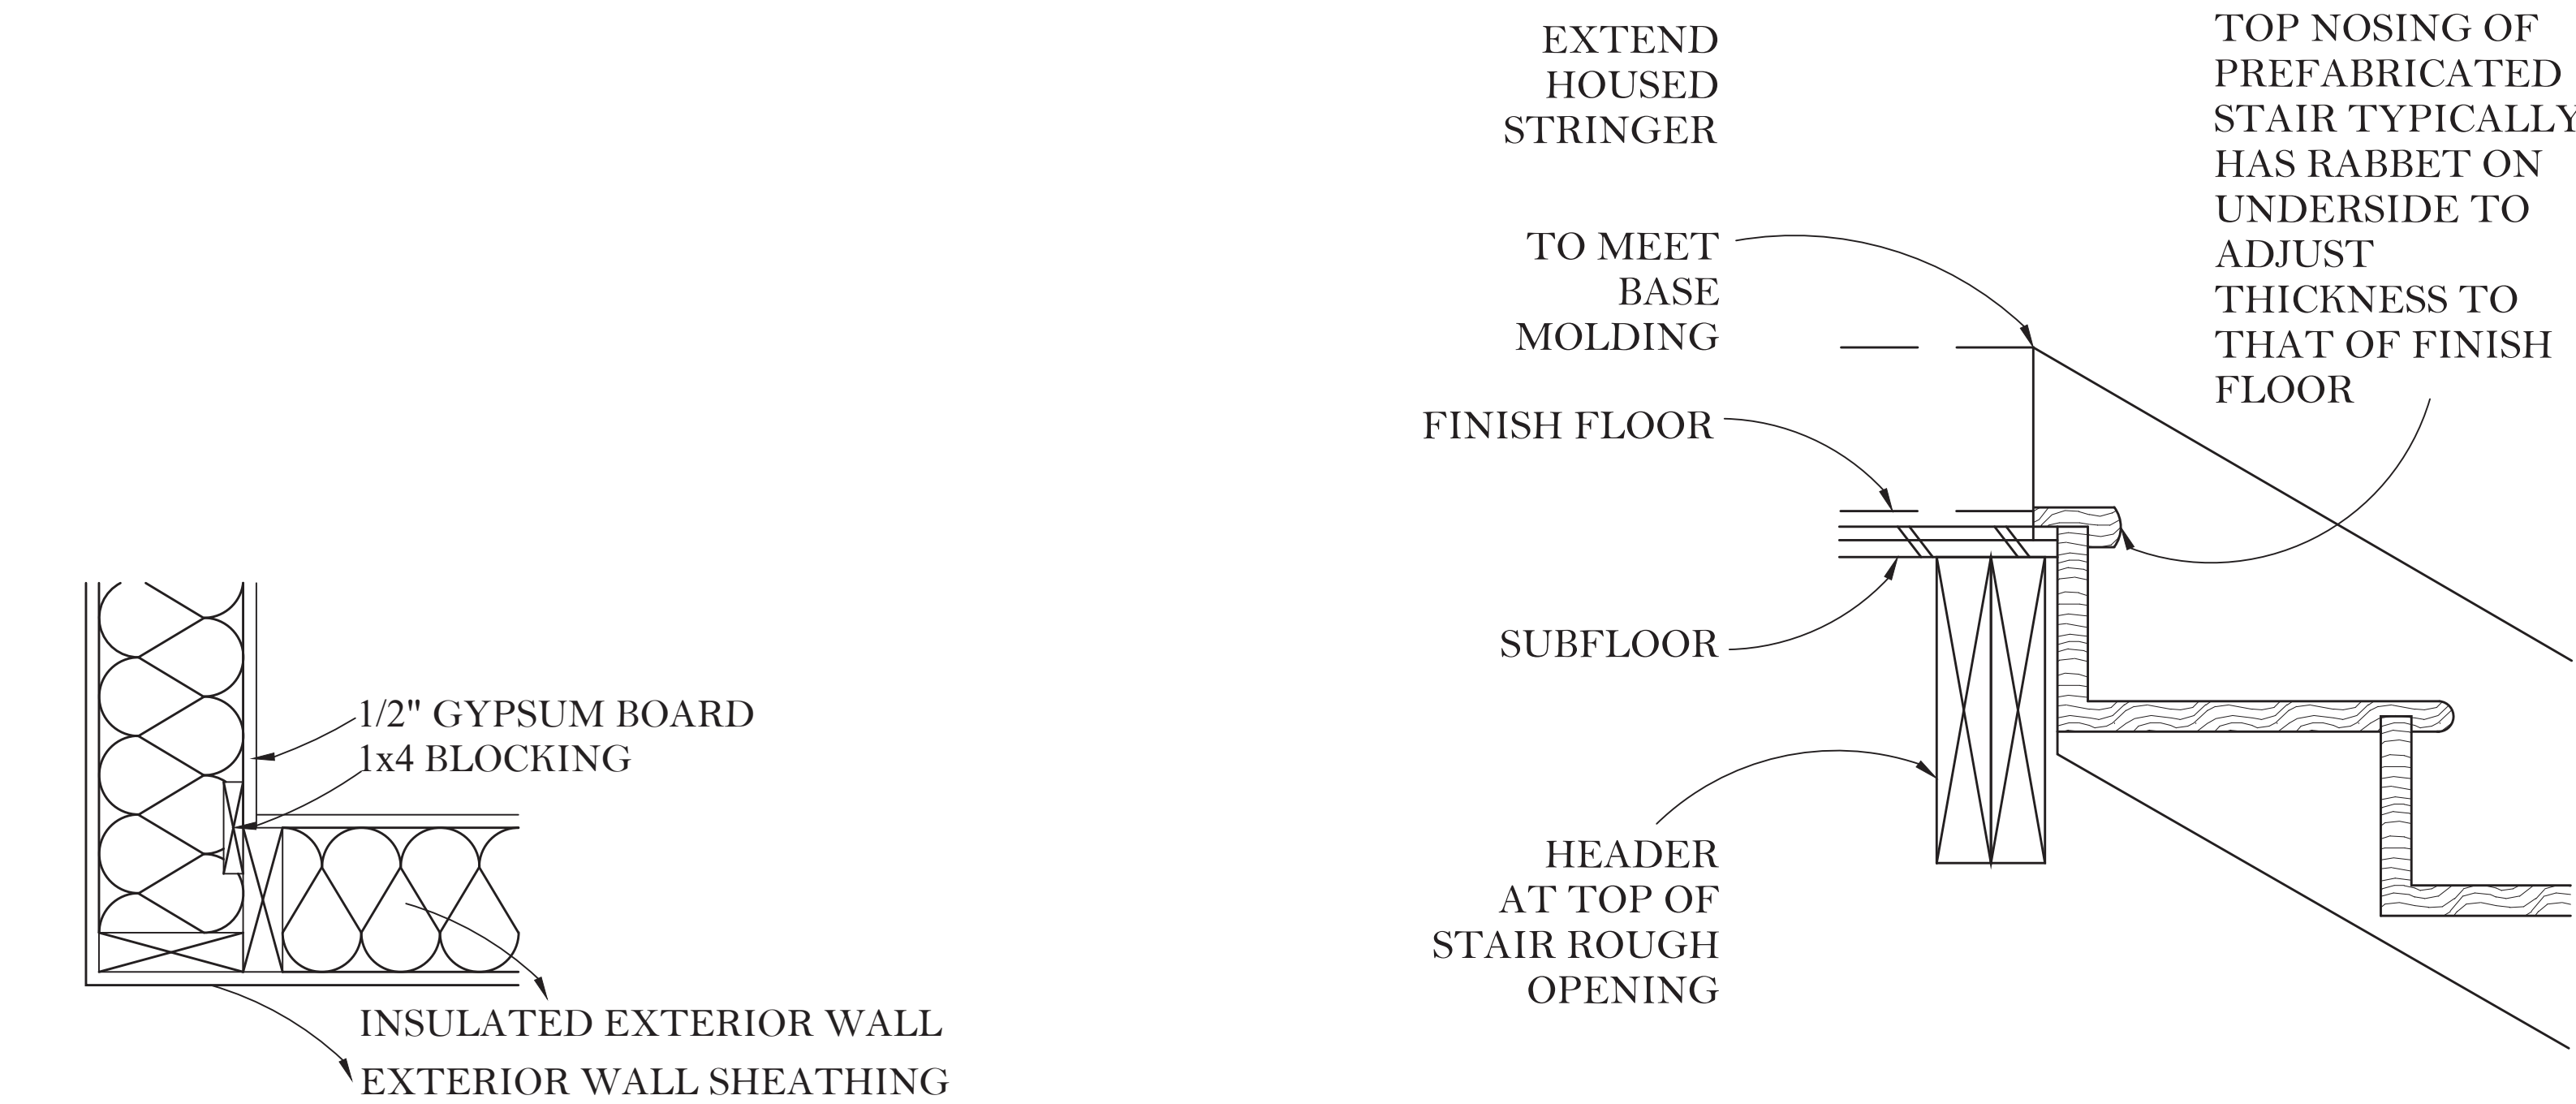 EXTEND
HOUSED
STRINGER
TO MEET
BASE
MOLDING
FINISH FLOOR
SUBFLOOR
HEADER
AT TOP OF
STAIR ROUGH
OPENING
TOP NOSING OF
PREFABRICATED
STAIR TYPICALLY
HAS RABBET ON
UNDERSIDE TO
ADJUST
THICKNESS TO
THAT OF FINISH
FLOOR
1/2" GYPSUM BOARD
1x4 BLOCKING
INSULATED EXTERIOR WALL
EXTERIOR WALL SHEATHING